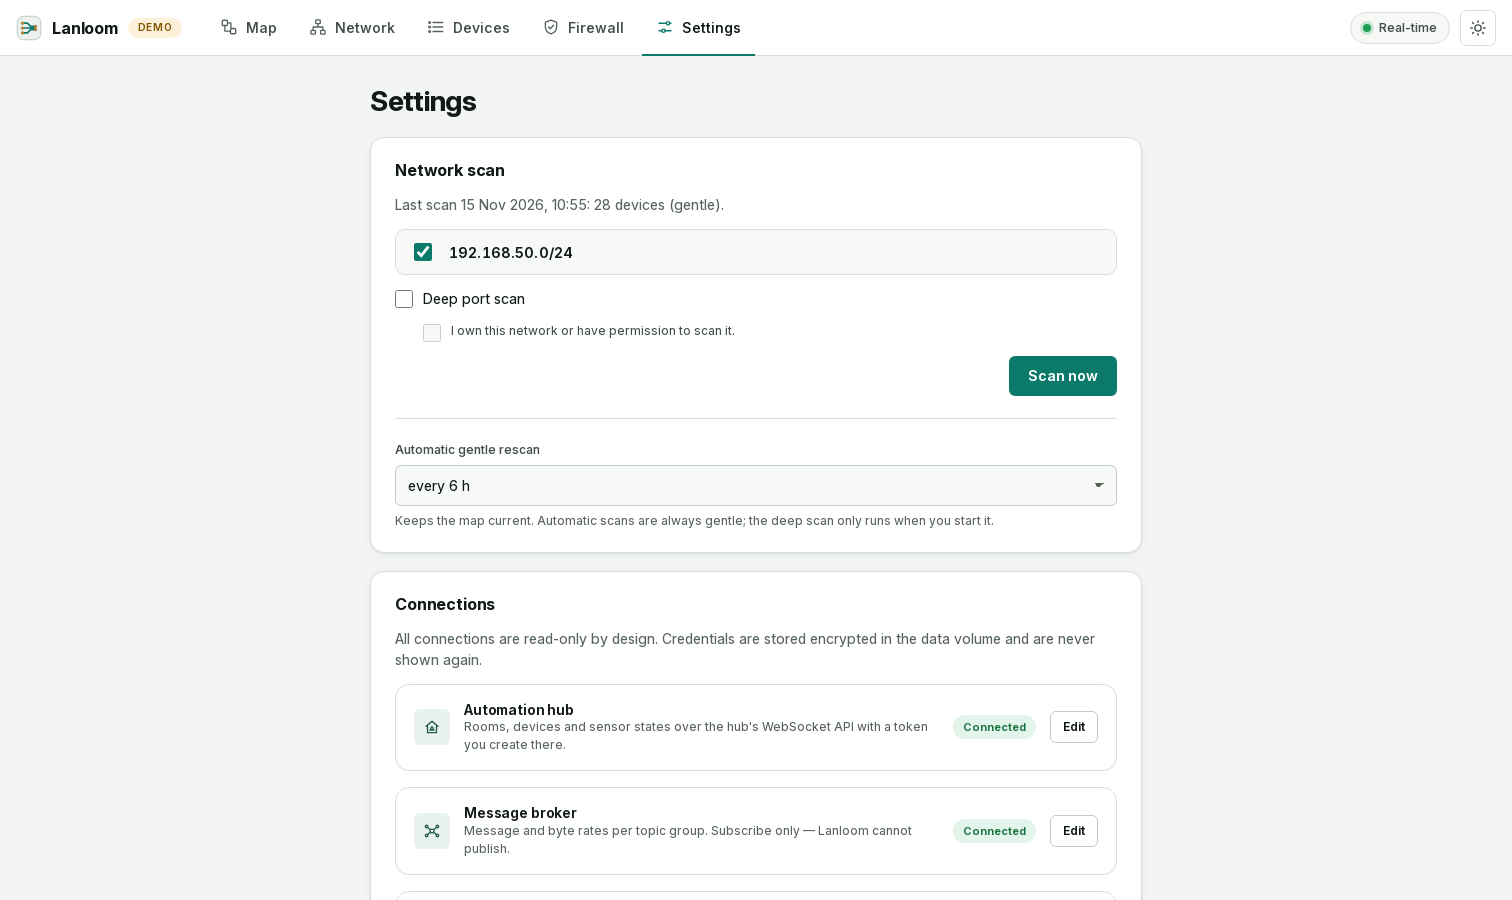 Lanloom DEMO Map Network Devices Firewall Settings Real-time
Settings
Network scan
Last scan 15 Nov 2026, 10:55: 28 devices (gentle).
192.168.50.0/24
Deep port scan
I own this network or have permission to scan it.
Scan now
Automatic gentle rescan
every 6 h
Keeps the map current. Automatic scans are always gentle; the deep scan only runs when you start it.
Connections
All connections are read-only by design. Credentials are stored encrypted in the data volume and are never
shown again.
Automation hub
Rooms, devices and sensor states over the hub's WebSocket API with a token
you create there.
Connected Edit
Message broker
Message and byte rates per topic group. Subscribe only — Lanloom cannot
publish.
Connected Edit